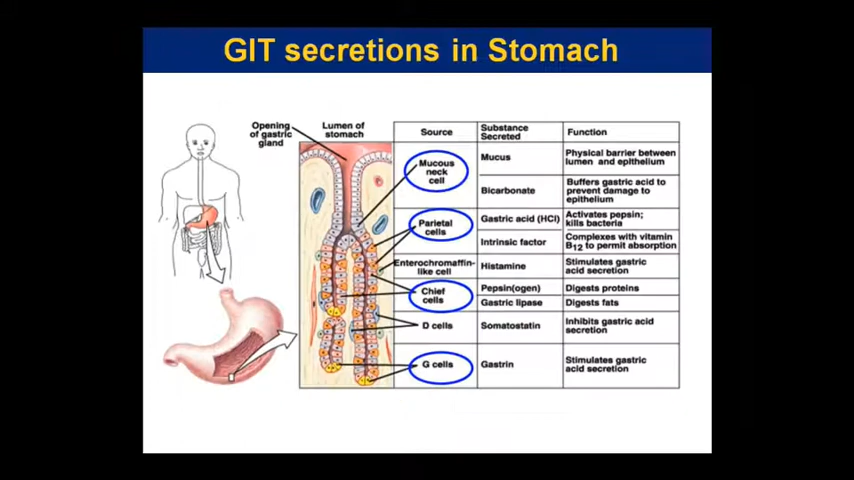 GIT secretions in Stomach
Opening
of gastric
gland
Lumen of
stomach
Source
Substance
Secreted
Function
Mucous
neck
cell
Mucus
Physical barrier between
lumen and epithelium
Bicarbonate
Buffers gastric acid to
prevent damage to
epithelium
Parietal
cells
Gastric acid (HCl)
Activates pepsin;
kills bacteria
Intrinsic factor
Complexes with vitamin
B12 to permit absorption
Enterochromaffin-
like cell
Histamine
Stimulates gastric
acid secretion
Chief
cells
Pepsin(ogen)
Digests proteins
Gastric lipase
Digests fats
D cells
Somatostatin
Inhibits gastric acid
secretion
G cells
Gastrin
Stimulates gastric
acid secretion